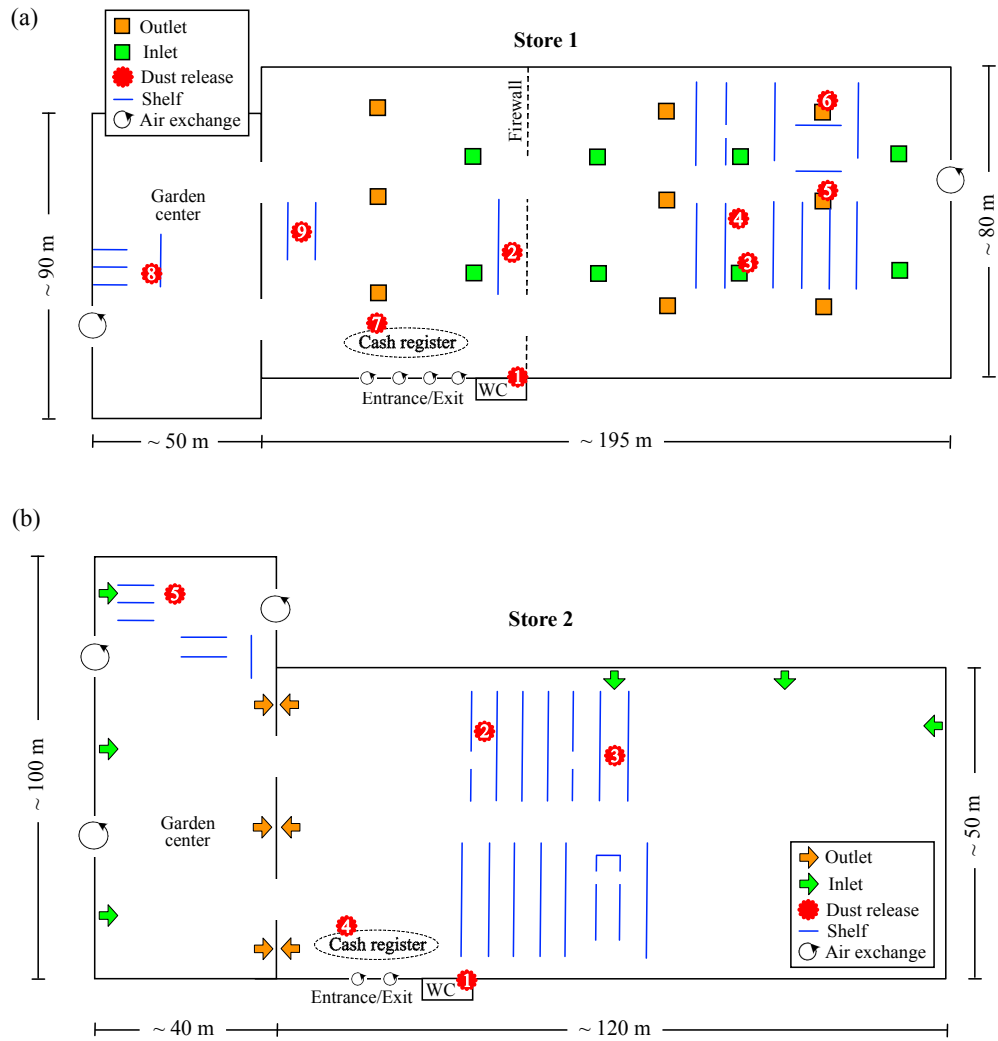 (a)
Outlet
Inlet
Dust release
Shelf
Air exchange
Store 1
Firewall
6
Garden
center
5
4
9
2
3
8
7
Cash register
1
WC
Entrance/Exit
~ 90 m
~ 80 m
~ 50 m
~ 195 m
(b)
5
Store 2
2
3
Garden
center
4
Cash register
1
WC
Entrance/Exit
Outlet
Inlet
Dust release
Shelf
Air exchange
~ 100 m
~ 50 m
~ 40 m
~ 120 m